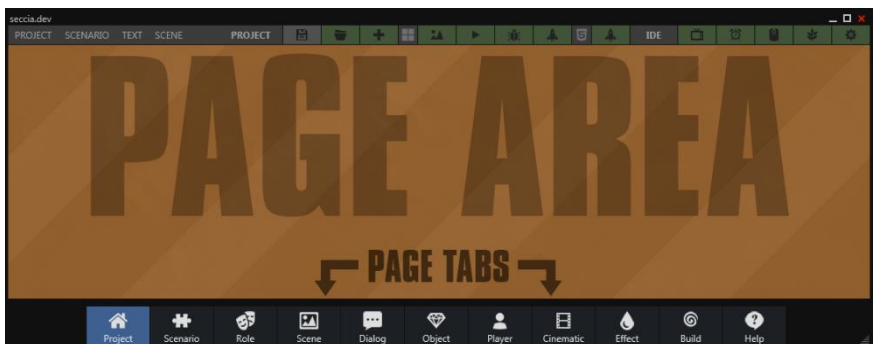 seccia.dev
PROJECT SCENARIO TEXT SCENE PROJECT IDE
PAGE AREA
PAGE TABS
Project Scenario Role Scene Dialog Object Player Cinematic Effect Build Help